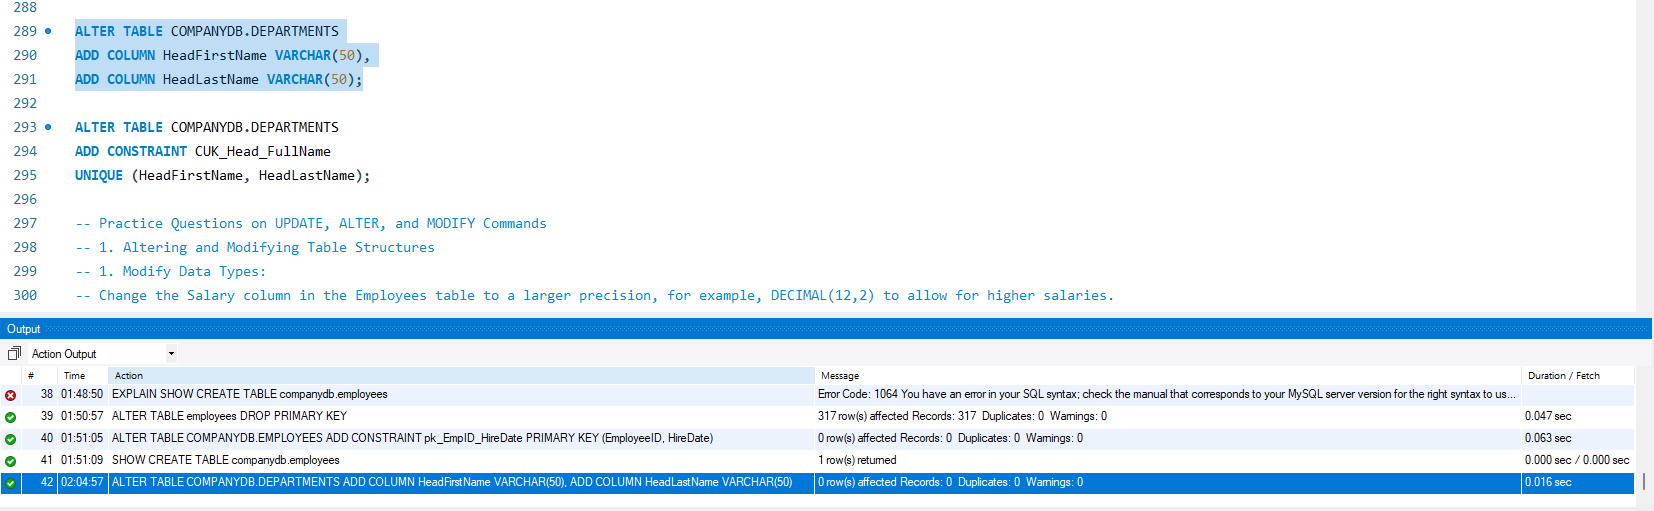 288
289 ALTER TABLE COMPANYDB.DEPARTMENTS
290 ADD COLUMN HeadFirstName VARCHAR(50),
291 ADD COLUMN HeadLastName VARCHAR(50);
292
293 ALTER TABLE COMPANYDB.DEPARTMENTS
294 ADD CONSTRAINT CUK_Head_FullName
295 UNIQUE (HeadFirstName, HeadLastName);
296
297 -- Practice Questions on UPDATE, ALTER, and MODIFY Commands
298 -- 1. Altering and Modifying Table Structures
299 -- 1. Modify Data Types:
300 -- Change the Salary column in the Employees table to a larger precision, for example, DECIMAL(12,2) to allow for higher salaries.
Output
Action Output
# Time Action Message Duration / Fetch
38 01:48:50 EXPLAIN SHOW CREATE TABLE companydb.employees Error Code: 1064 You have an error in your SQL syntax; check the manual that corresponds to your MySQL server version for the right syntax to us...
39 01:50:57 ALTER TABLE employees DROP PRIMARY KEY 317 row(s) affected Records: 317 Duplicates: 0 Warnings: 0 0.047 sec
40 01:51:05 ALTER TABLE COMPANYDB.EMPLOYEES ADD CONSTRAINT pk_EmpID_HireDate PRIMARY KEY (EmployeeID, HireDate) 0 row(s) affected Records: 0 Duplicates: 0 Warnings: 0 0.063 sec
41 01:51:09 SHOW CREATE TABLE companydb.employees 1 row(s) returned 0.000 sec / 0.000 sec
42 02:04:57 ALTER TABLE COMPANYDB.DEPARTMENTS ADD COLUMN HeadFirstName VARCHAR(50), ADD COLUMN HeadLastName VARCHAR(50) 0 row(s) affected Records: 0 Duplicates: 0 Warnings: 0 0.016 sec